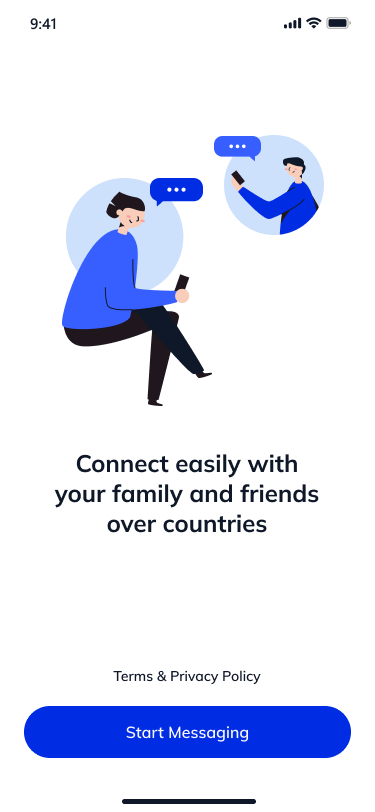 9:41
Connect easily with
your family and friends
over countries
Terms & Privacy Policy
Start Messaging